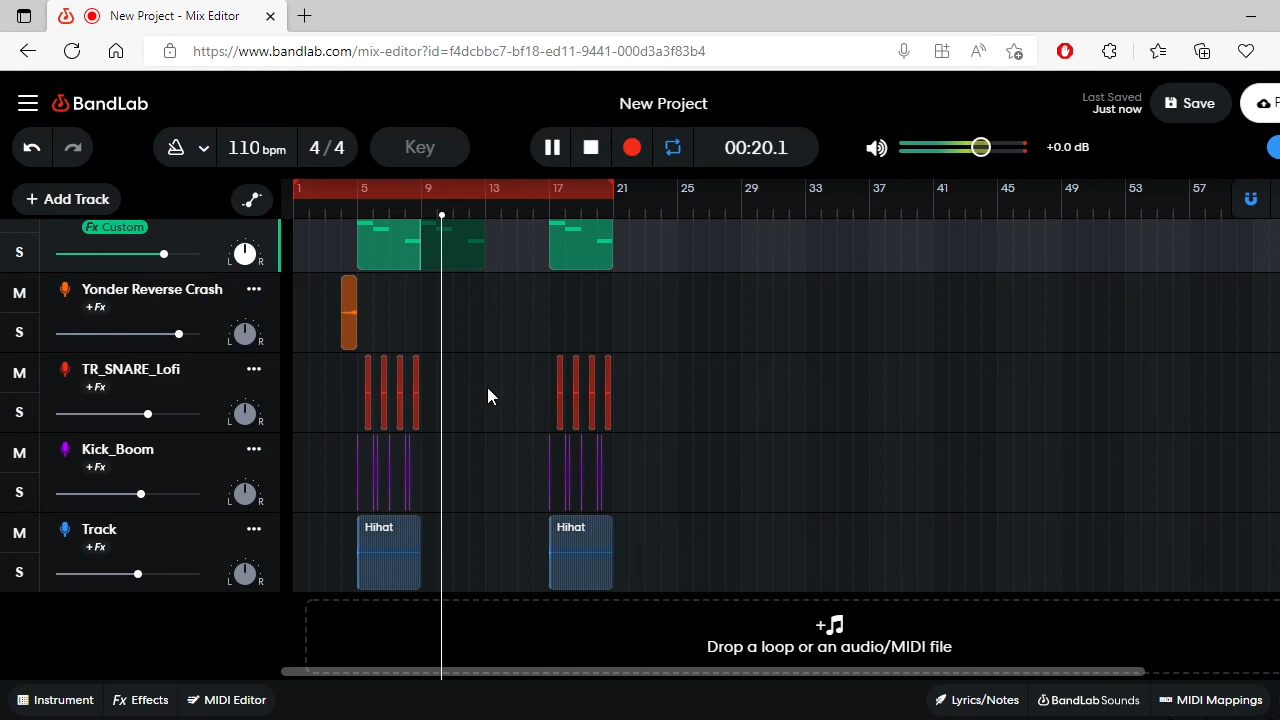 New Project - Mix Editor
https://www.bandlab.com/mix-editor?id=f4dcbbc7-bf18-ed11-9441-000d3a3f83b4
BandLab
New Project
Last Saved
Just now
Save
110 bpm
4/4
Key
00:20.1
+0.0 dB
+ Add Track
1 5 9 13 17 21 25 29 33 37 41 45 49 53 57
Fx Custom
S
L R
M
Yonder Reverse Crash
+Fx
S
L R
M
TR_SNARE_Lofi
+Fx
S
L R
M
Kick_Boom
+Fx
S
L R
M
Track
+Fx
S
L R
Hihat
Hihat
Drop a loop or an audio/MIDI file
Instrument
Fx Effects
MIDI Editor
Lyrics/Notes
BandLab Sounds
MIDI Mappings